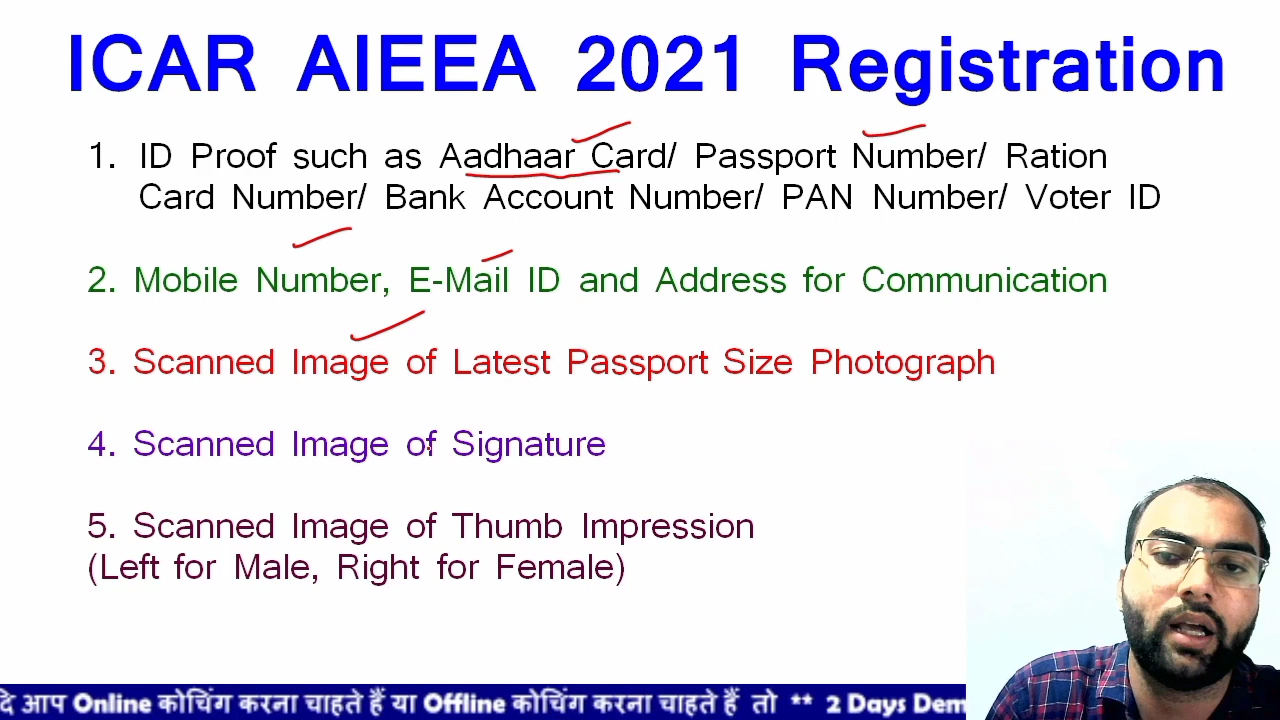 ICAR AIEEA 2021 Registration
1. ID Proof such as Aadhaar Card/ Passport Number/ Ration
Card Number/ Bank Account Number/ PAN Number/ Voter ID
2. Mobile Number, E-Mail ID and Address for Communication
3. Scanned Image of Latest Passport Size Photograph
4. Scanned Image of Signature
5. Scanned Image of Thumb Impression
(Left for Male, Right for Female)
आप Online कोचिंग करना चाहते हैं या Offline कोचिंग करना चाहते हैं तो ** 2 Days